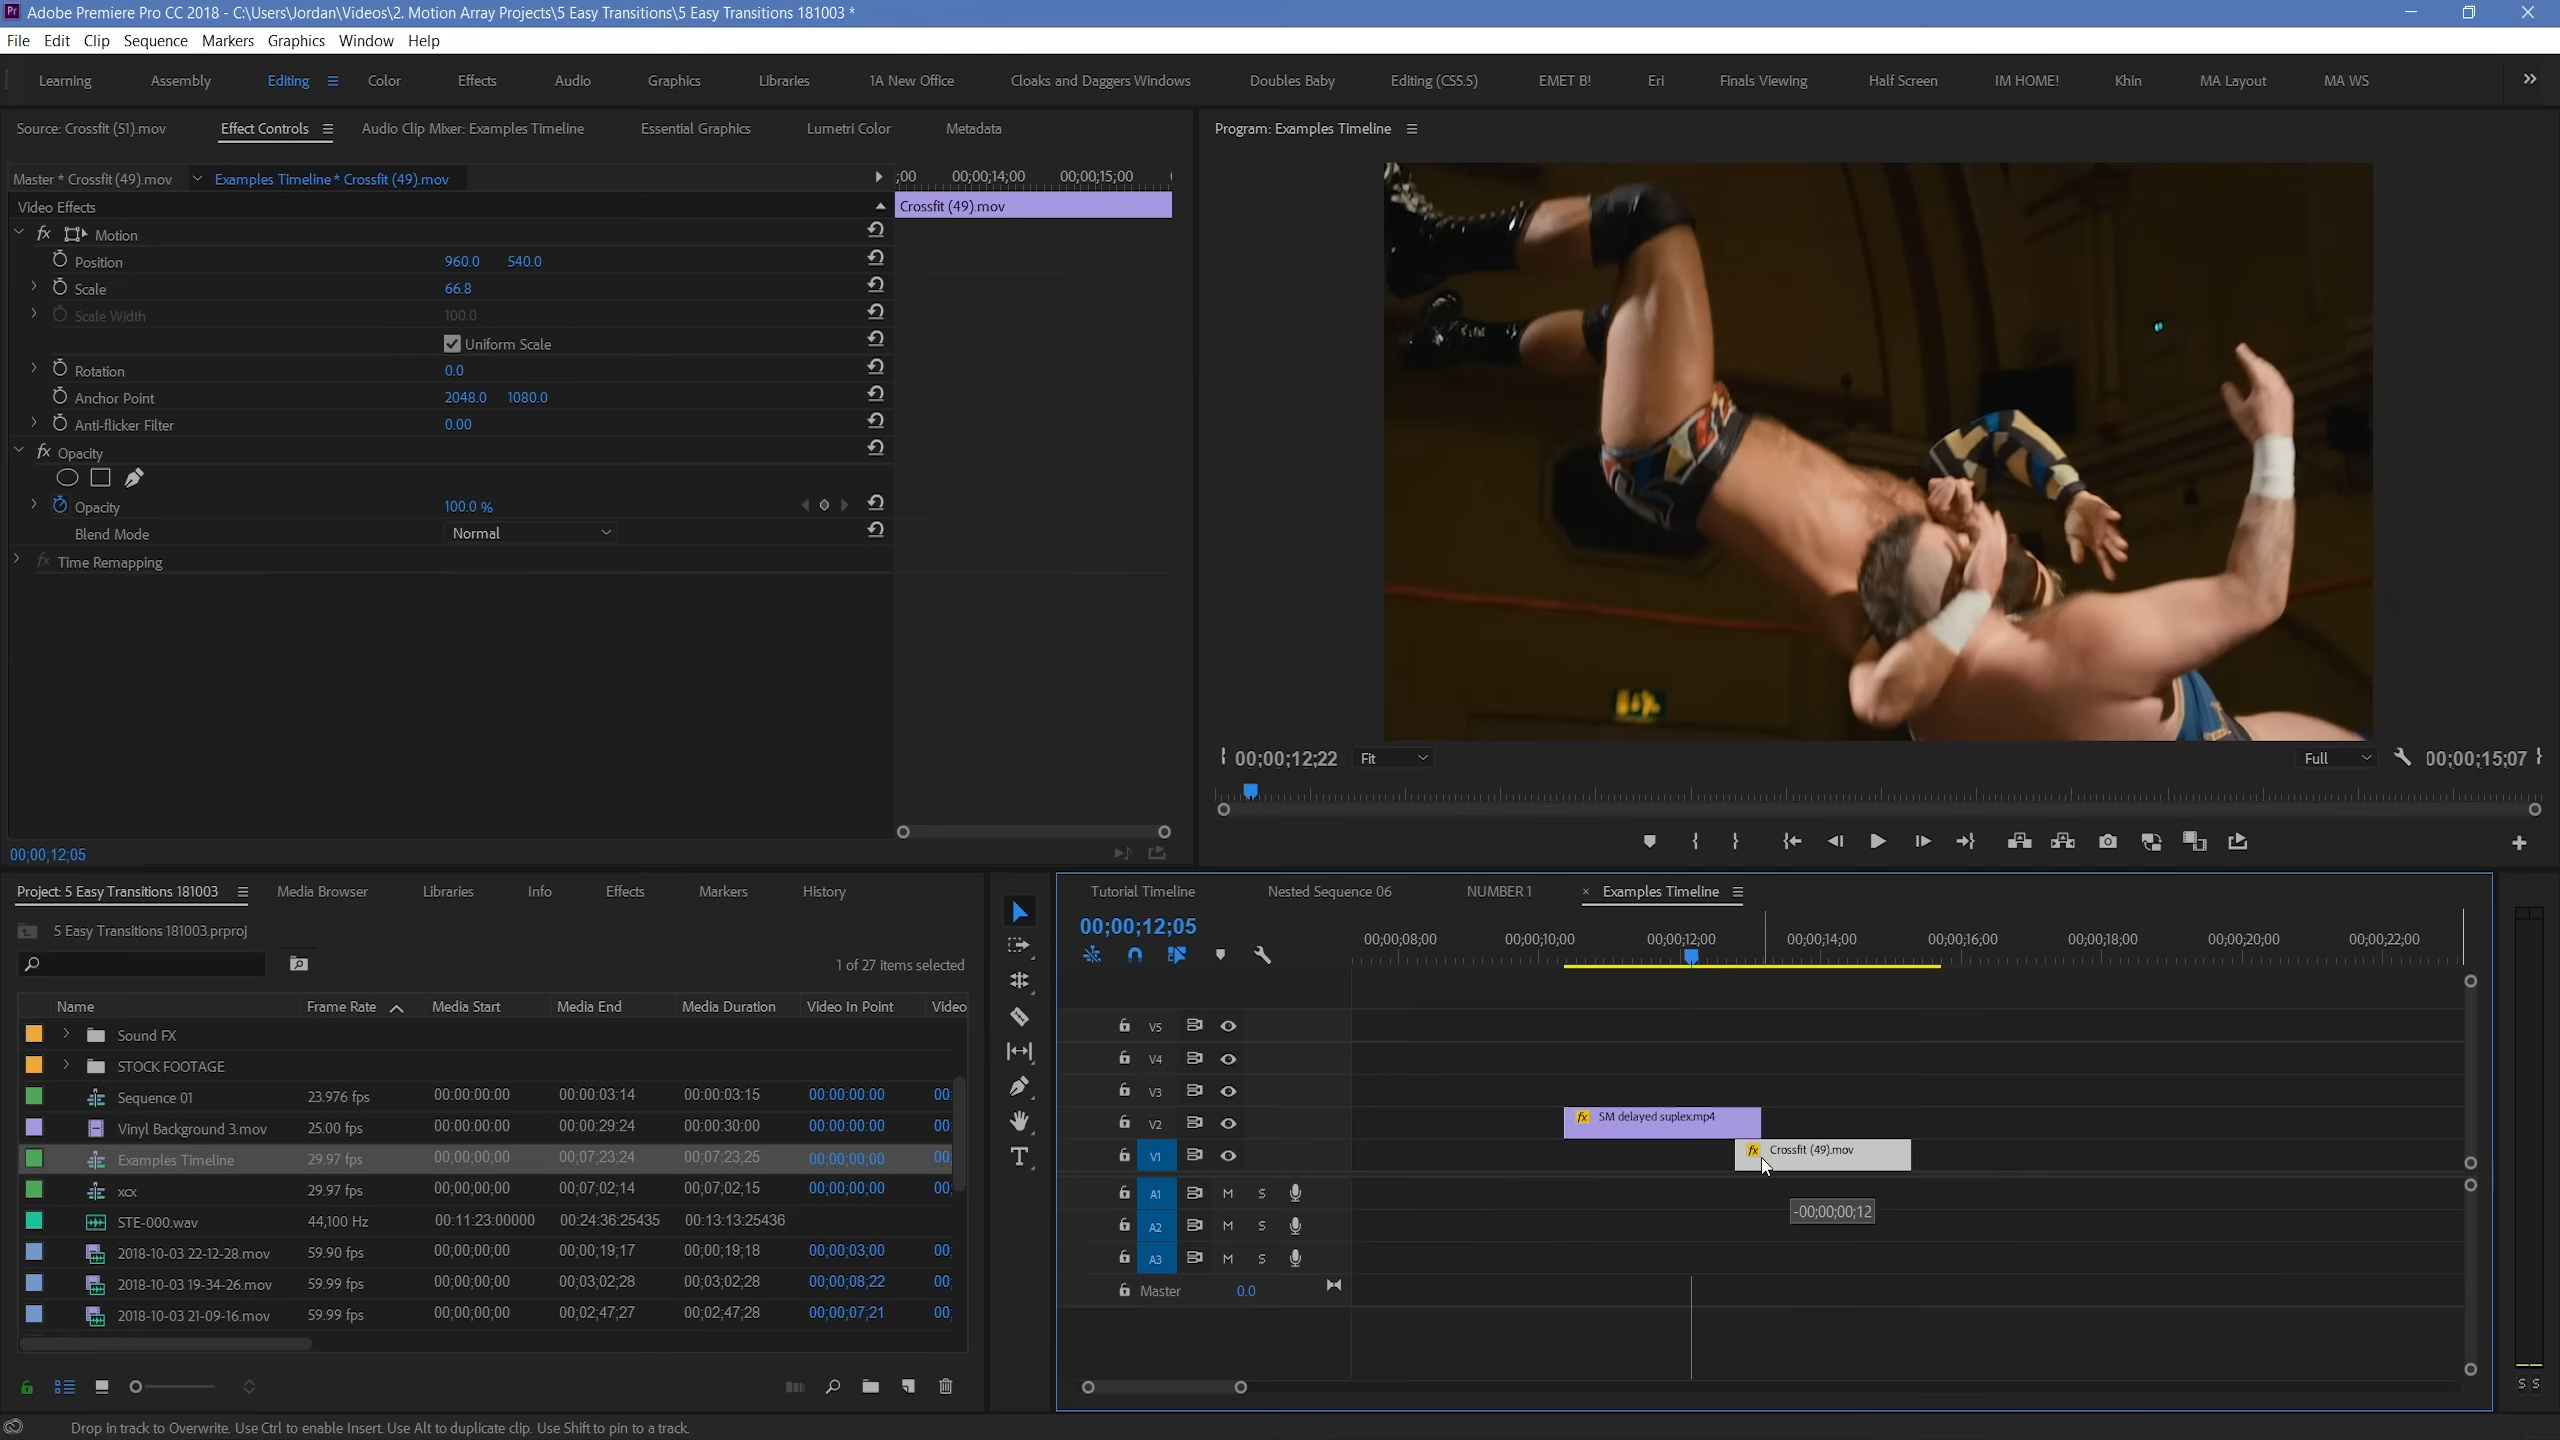 Adobe Premiere Pro CC 2018 - C:\Users\Jordan\Videos\2. Motion Array Projects\5 Easy Transitions\5 Easy Transitions 181003 *
File Edit Clip Sequence Markers Graphics Window Help
Learning Assembly Editing Color Effects Audio Graphics Libraries 1A New Office Cloaks and Daggers Windows Doubles Baby Editing (CS5.5) EMET B! Eri Finals Viewing Half Screen IM HOME! Khin MA Layout MA WS
Source: Crossfit (51).mov Effect Controls Audio Clip Mixer: Examples Timeline Essential Graphics Lumetri Color Metadata
Master * Crossfit (49).mov Examples Timeline * Crossfit (49).mov
;00 00;00;14;00 00;00;15;00
Video Effects
Crossfit (49).mov
fx Motion
Position 960.0 540.0
Scale 66.8
Scale Width 100.0
Uniform Scale
Rotation 0.0
Anchor Point 2048.0 1080.0
Anti-flicker Filter 0.00
fx Opacity
Opacity 100.0 %
Blend Mode Normal
fx Time Remapping
00;00;12;05
Program: Examples Timeline
00;00;12;22 Fit Full 00;00;15;07
Project: 5 Easy Transitions 181003 Media Browser Libraries Info Effects Markers History
5 Easy Transitions 181003.prproj
1 of 27 items selected
Name Frame Rate Media Start Media End Media Duration Video In Point Video
Sound FX
STOCK FOOTAGE
Sequence 01 23.976 fps 00:00:00:00 00:00:03:14 00:00:03:15 00:00:00:00 00:
Vinyl Background 3.mov 25.00 fps 00:00:00:00 00:00:29:24 00:00:30:00 00:00:00:00 00:
Examples Timeline 29.97 fps 00;00;00;00 00;07;23;24 00;07;23;25 00;00;00;00 00;
xcx 29.97 fps 00;00;00;00 00;07;02;14 00;07;02;15 00;00;00;00 00;
STE-000.wav 44,100 Hz 00:11:23:00000 00:24:36:25435 00:13:13:25436
2018-10-03 22-12-28.mov 59.90 fps 00;00;00;00 00;00;19;17 00;00;19;18 00;00;03;00 00;
2018-10-03 19-34-26.mov 59.99 fps 00;00;00;00 00;03;02;28 00;03;02;28 00;00;08;22 00;
2018-10-03 21-09-16.mov 59.99 fps 00;00;00;00 00;02;47;27 00;02;47;28 00;00;07;21 00;
Tutorial Timeline Nested Sequence 06 NUMBER 1 × Examples Timeline
00;00;12;05
00;00;08;00 00;00;10;00 00;00;12;00 00;00;14;00 00;00;16;00 00;00;18;00 00;00;20;00 00;00;22;00
V5
V4
V3
V2 fx SM delayed suplex.mp4
V1 fx Crossfit (49).mov
A1 M S
-00;00;00;12
A2 M S
A3 M S
Master 0.0
S S
Drop in track to Overwrite. Use Ctrl to enable Insert. Use Alt to duplicate clip. Use Shift to pin to a track.